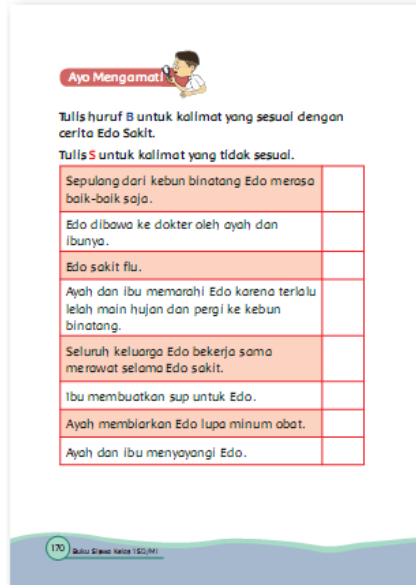 Ayo Mengamati
Tulis huruf B untuk kalimat yang sesuai dengan
cerita Edo Sakit.
Tulis S untuk kalimat yang tidak sesuai.
Sepulang dari kebun binatang Edo merasa
baik-baik saja.
Edo dibawa ke dokter oleh ayah dan
ibunya.
Edo sakit flu.
Ayah dan ibu memarahi Edo karena terlalu
lelah main hujan dan pergi ke kebun
binatang.
Seluruh keluarga Edo bekerja sama
merawat selama Edo sakit.
Ibu membuatkan sup untuk Edo.
Ayah membiarkan Edo lupa minum obat.
Ayah dan ibu menyayangi Edo.
170 Buku Siswa Kelas 1 SD/MI